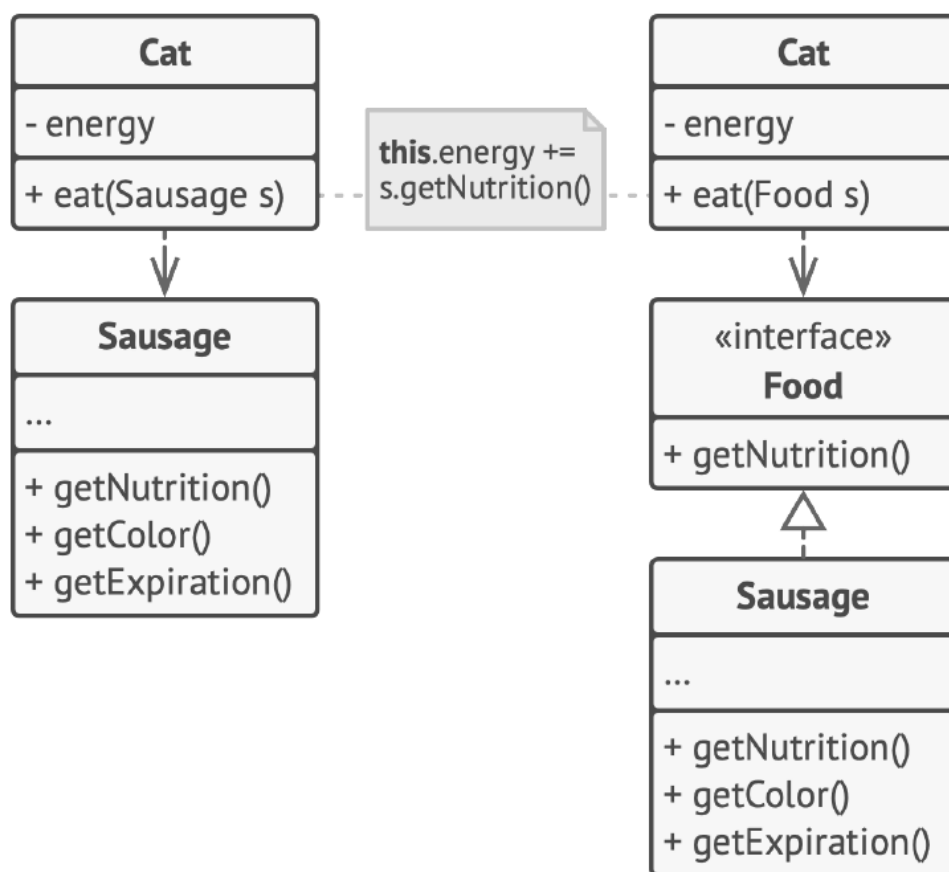 Cat
- energy
+ eat(Sausage s)
this.energy +=
s.getNutrition()
Cat
- energy
+ eat(Food s)
Sausage
...
+ getNutrition()
+ getColor()
+ getExpiration()
«interface»
Food
+ getNutrition()
Sausage
...
+ getNutrition()
+ getColor()
+ getExpiration()